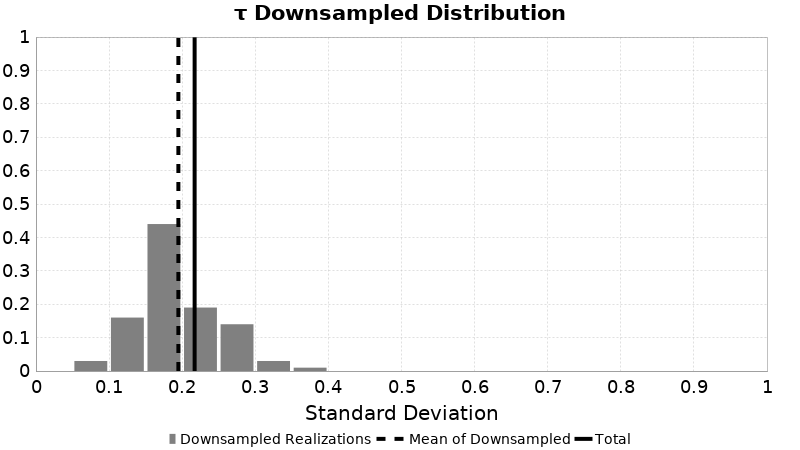 τ Downsampled Distribution
1
0.9
0.8
0.7
0.6
0.5
0.4
0.3
0.2
0.1
0
0 0.1 0.2 0.3 0.4 0.5 0.6 0.7 0.8 0.9 1
Standard Deviation
Downsampled Realizations Mean of Downsampled Total